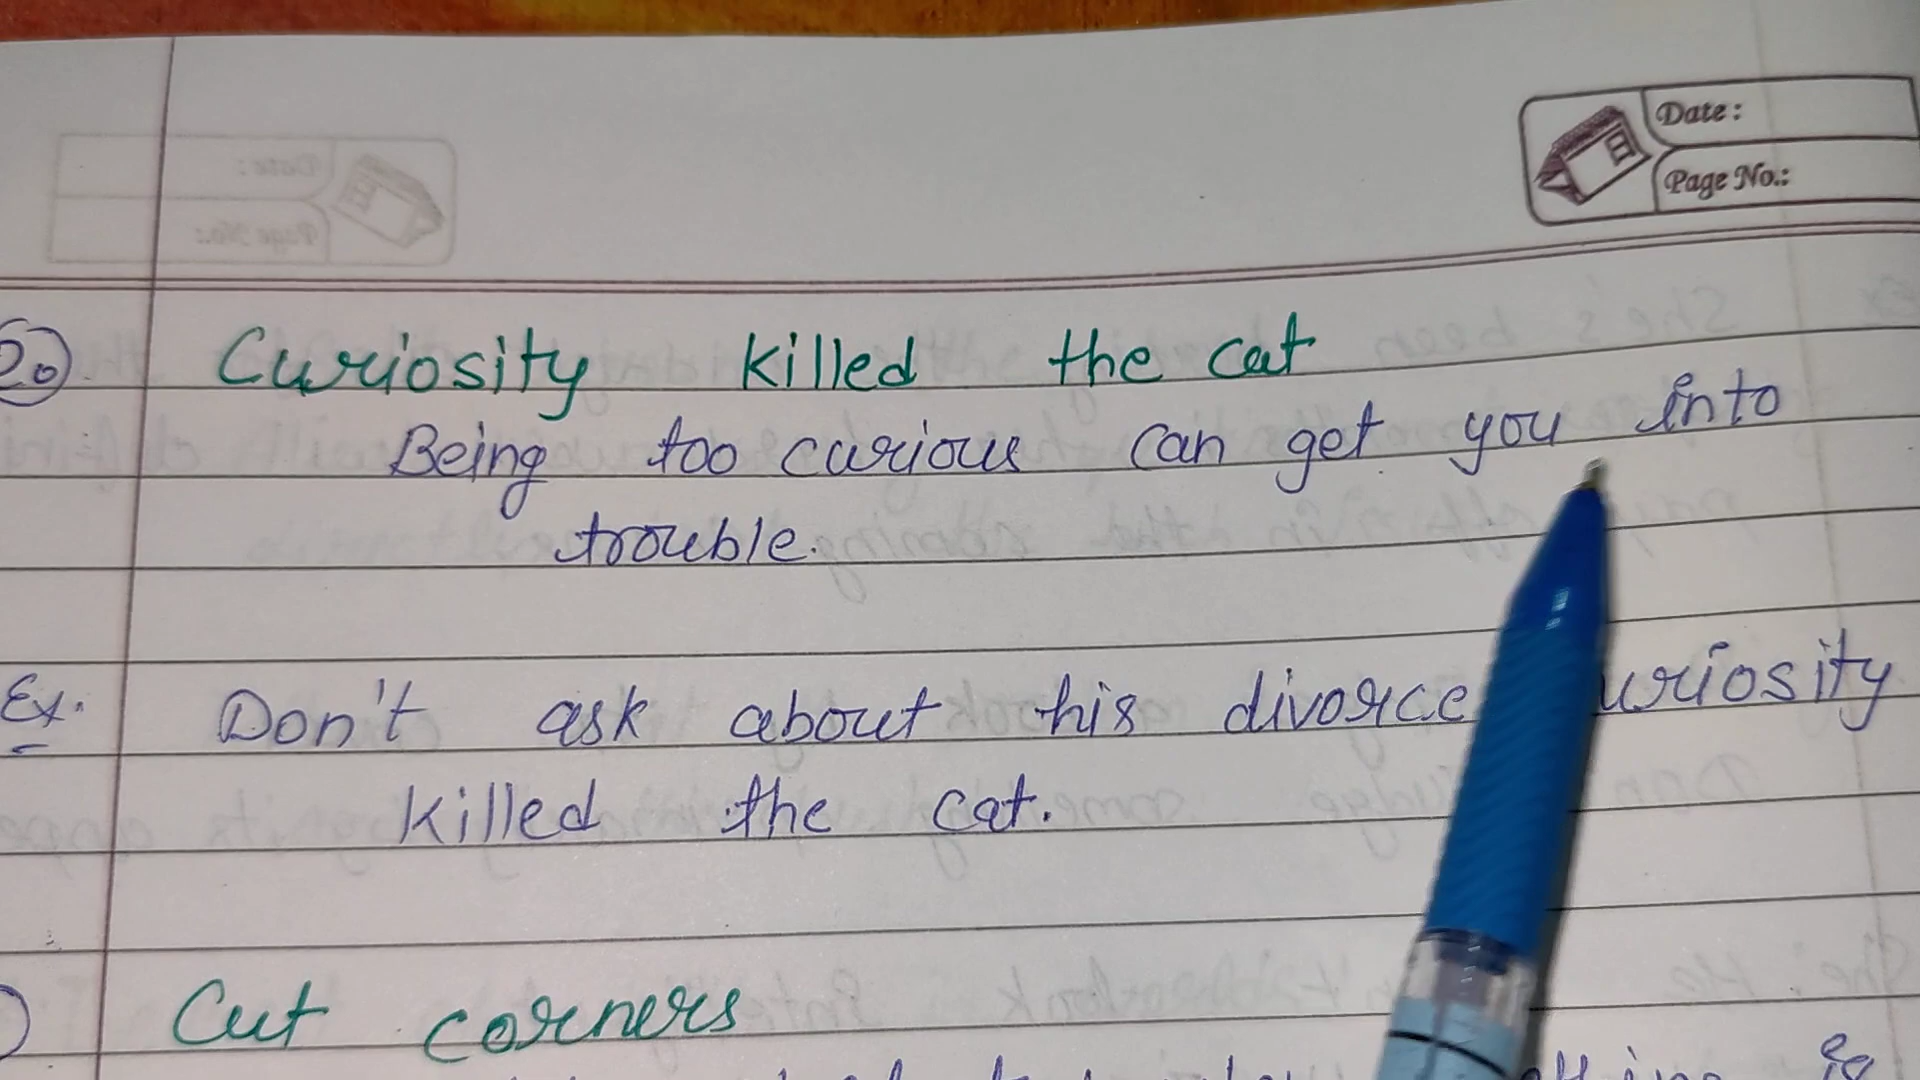 Date:
Page No.:
20. Curiosity killed the cat
Being too curious can get you into
trouble.
Ex. Don't ask about his divorce uriosity
killed the cat.
Cut corners